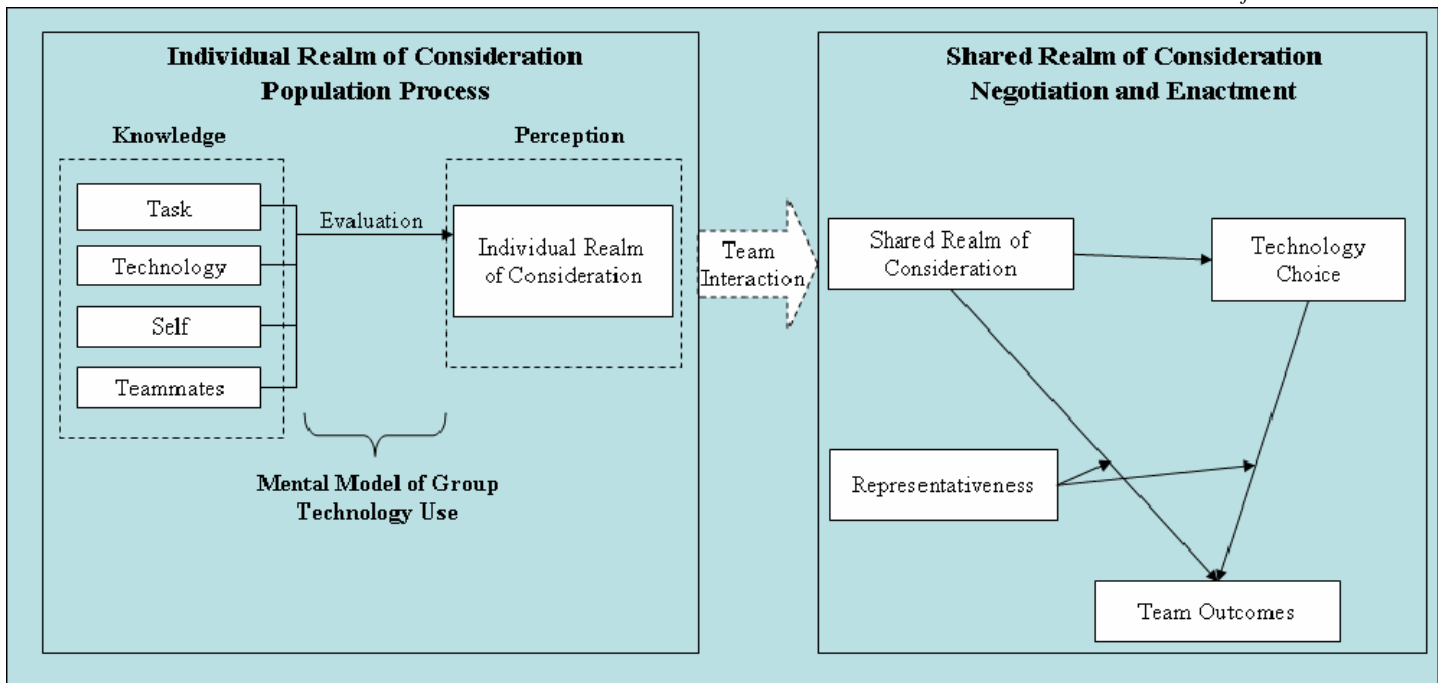 Individual Realm of Consideration
Population Process
Knowledge
Perception
Task
Technology
Self
Teammates
Evaluation
Individual Realm
of Consideration
Mental Model of Group
Technology Use
Team
Interaction
Shared Realm of Consideration
Negotiation and Enactment
Shared Realm of
Consideration
Technology
Choice
Representativeness
Team Outcomes